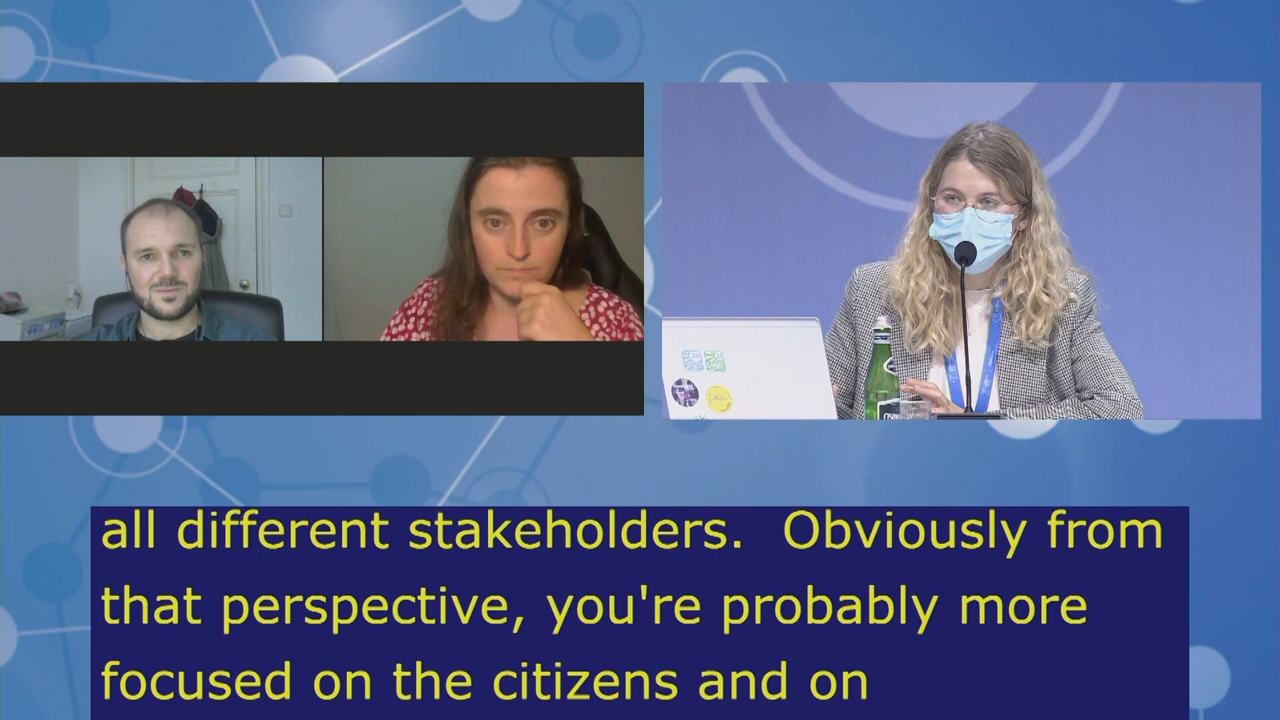 all different stakeholders.  Obviously from
that perspective, you're probably more
focused on the citizens and on